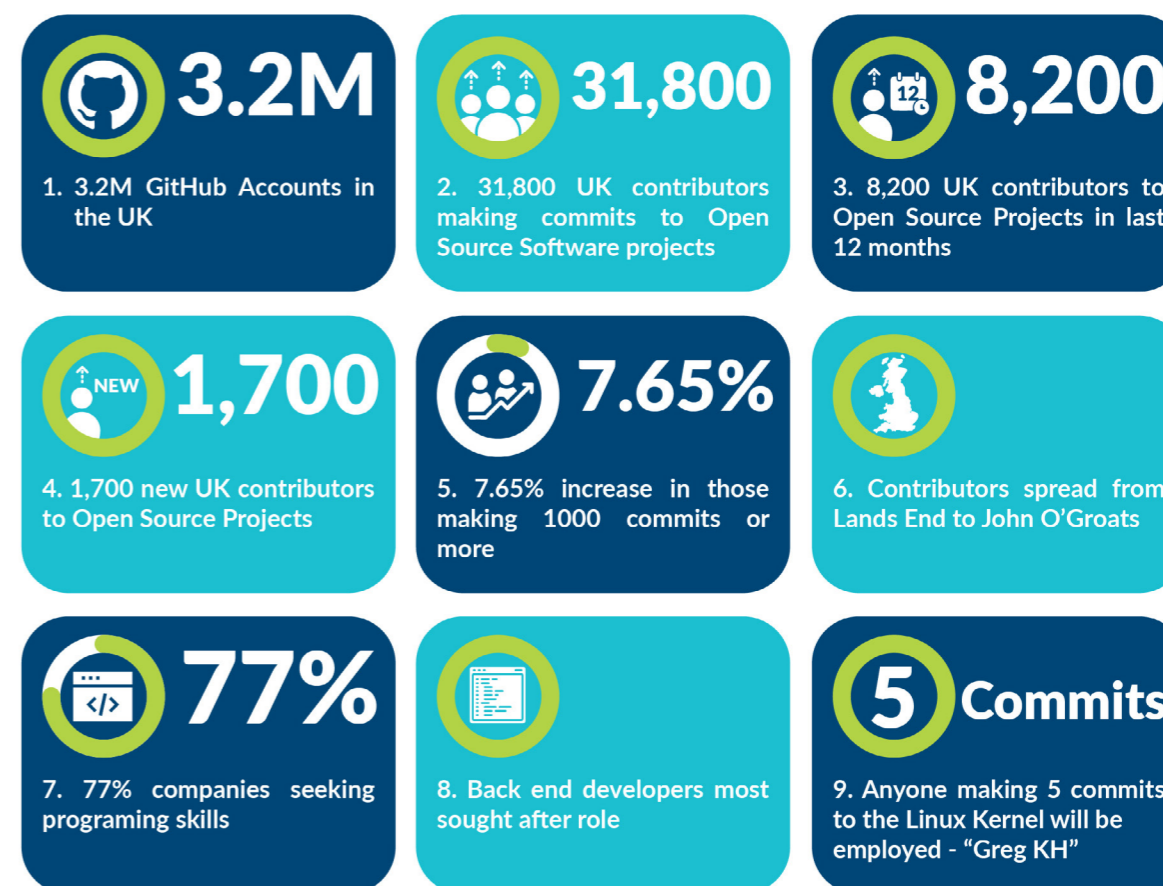 3.2M
1. 3.2M GitHub Accounts in
the UK
31,800
2. 31,800 UK contributors
making commits to Open
Source Software projects
12
8,200
3. 8,200 UK contributors to
Open Source Projects in last
12 months
NEW
1,700
4. 1,700 new UK contributors
to Open Source Projects
7.65%
5. 7.65% increase in those
making 1000 commits or
more
6. Contributors spread from
Lands End to John O’Groats
</>
77%
7. 77% companies seeking
programing skills
8. Back end developers most
sought after role
5 Commits
9. Anyone making 5 commits
to the Linux Kernel will be
employed - “Greg KH”